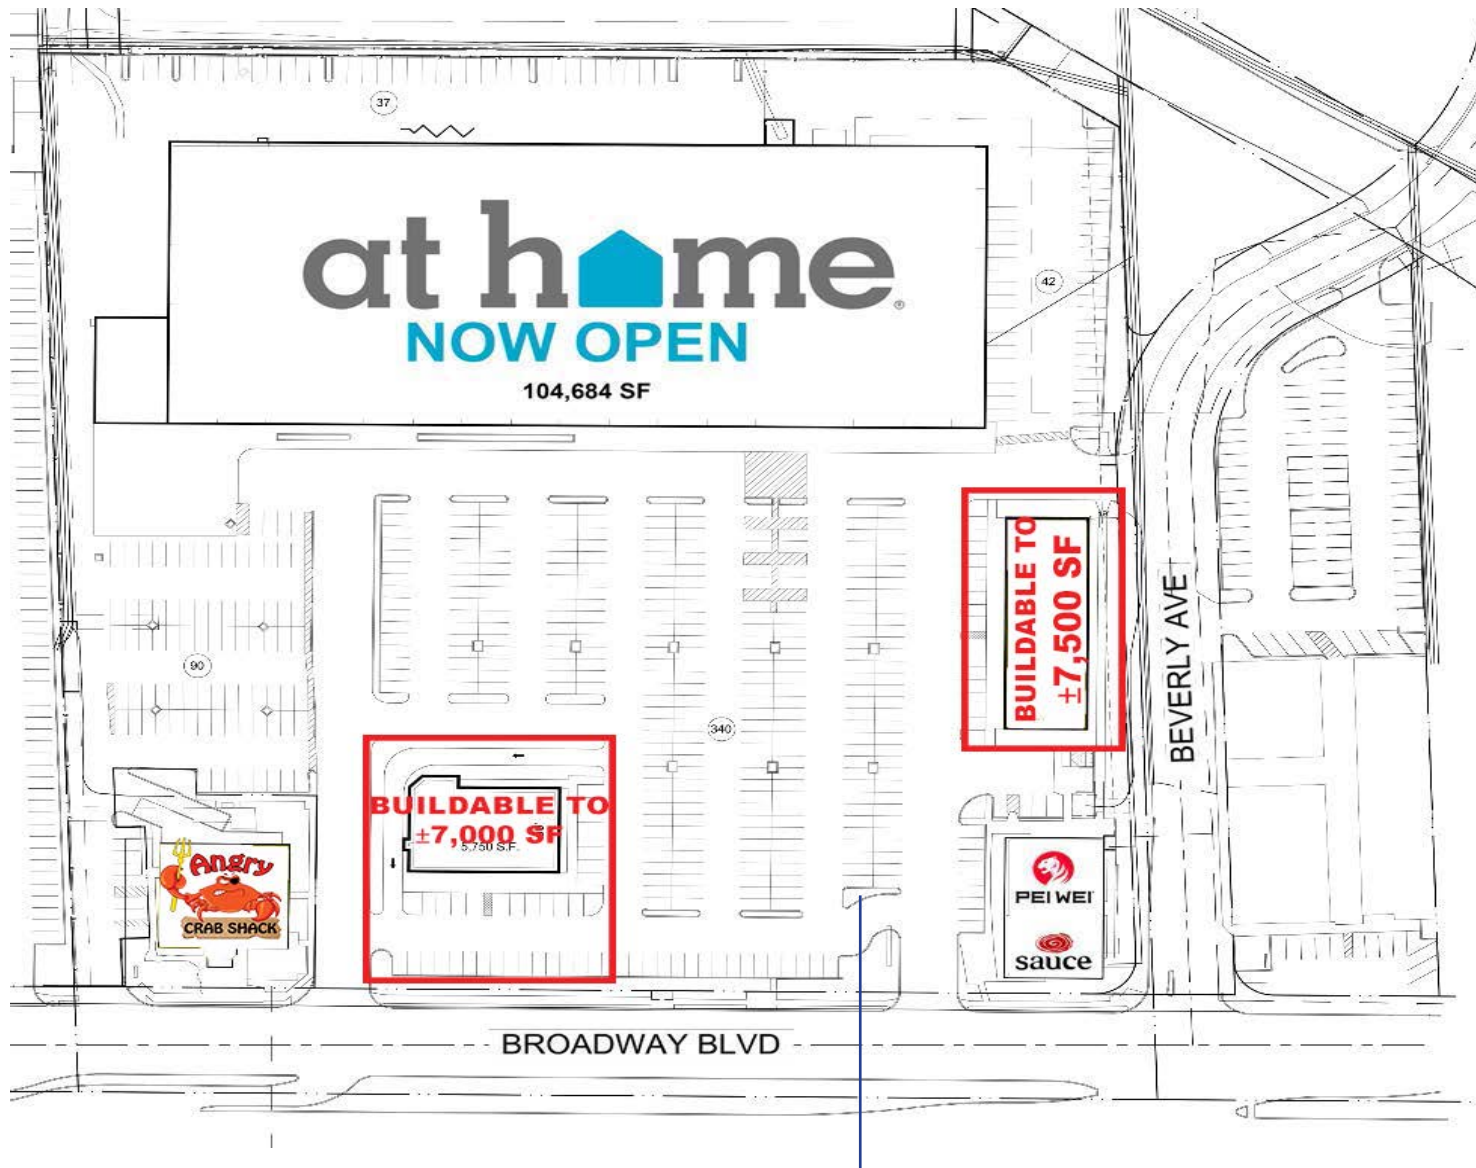 37
at home
NOW OPEN
104,684 SF
42
BUILDABLE TO
±7,500 SF
BEVERLY AVE
90
340
BUILDABLE TO
±7,000 SF
5,750 S.F.
Angry
CRAB SHACK
PEI WEI
sauce
BROADWAY BLVD